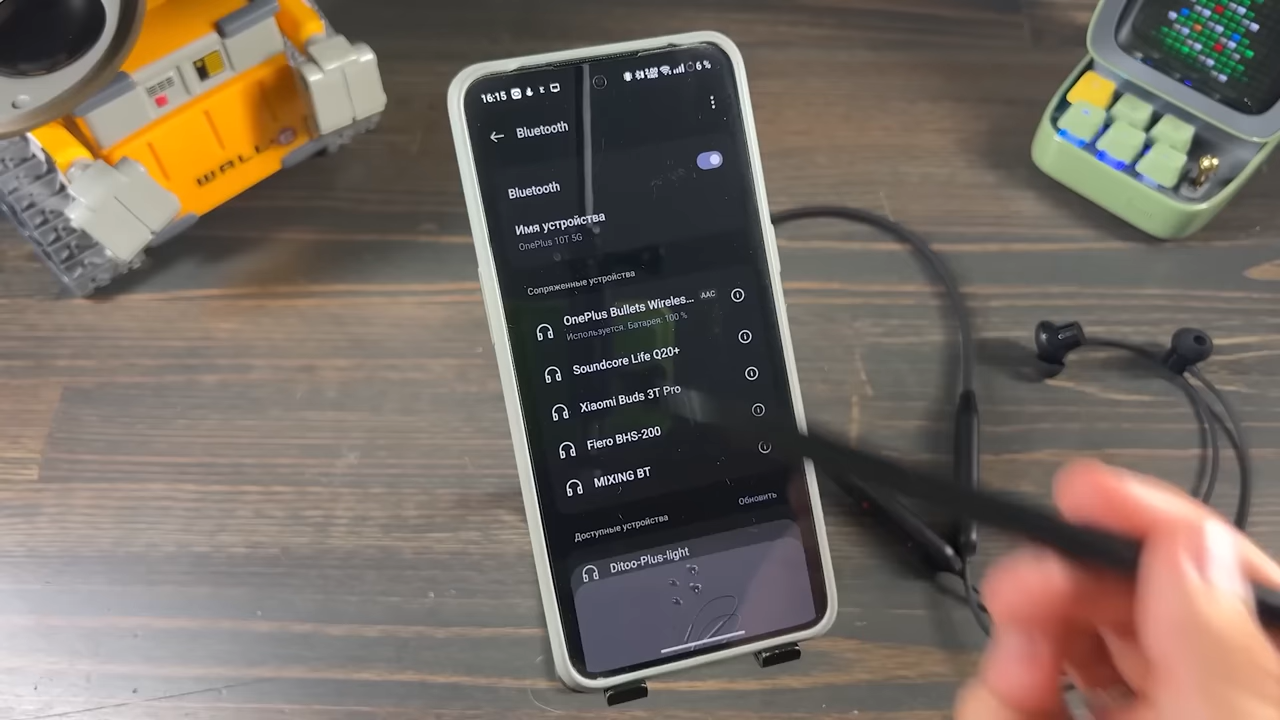 16:15
6 %
Bluetooth
Bluetooth
Имя устройства
OnePlus 10T 5G
Сопряженные устройства
OnePlus Bullets Wireles... AAC
Используется. Батарея: 100 %
Soundcore Life Q20+
Xiaomi Buds 3T Pro
Fiero BHS-200
MIXING BT
Обновить
Доступные устройства
Ditoo-Plus-light
WALL